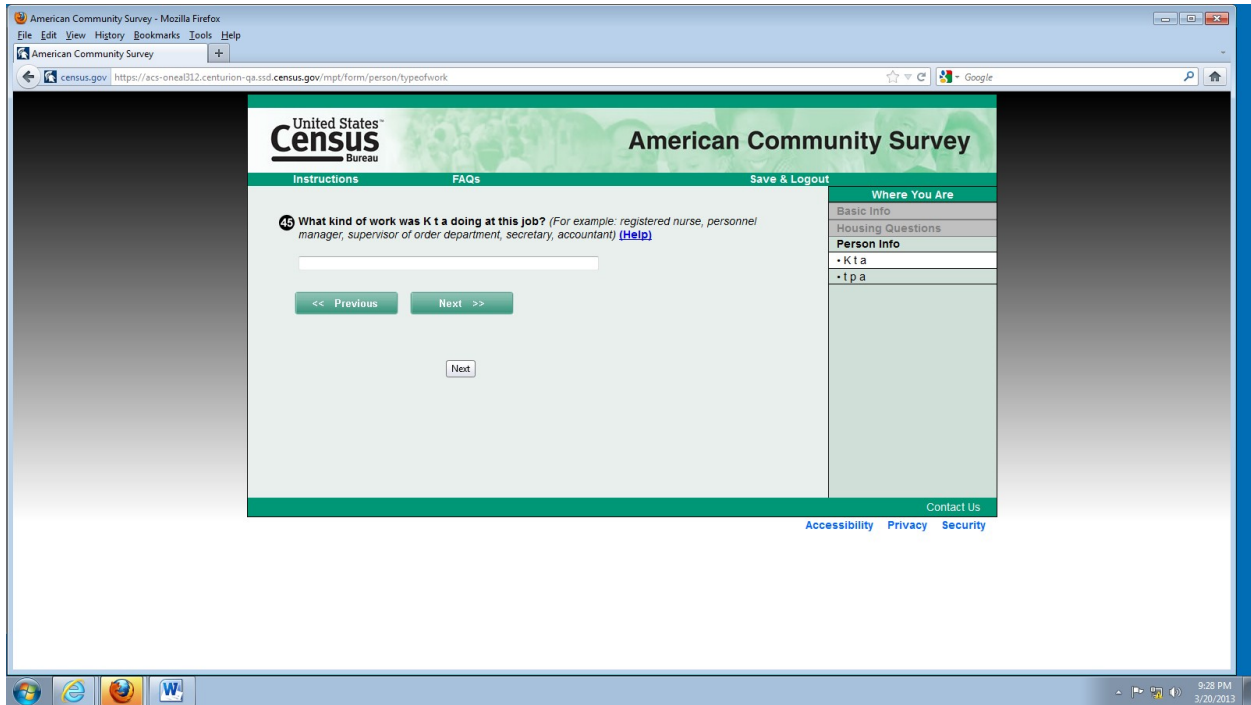 American Community Survey - Mozilla Firefox
File Edit View History Bookmarks Tools Help
American Community Survey +
census.gov https://acs-oneal312.centurion-qa.ssd.census.gov/mpt/form/person/typeofwork
Google
United States™
Census
Bureau
American Community Survey
Instructions FAQs Save & Logout
Where You Are
Basic Info
Housing Questions
Person Info
• K t a
• t p a
45 What kind of work was K t a doing at this job? (For example: registered nurse, personnel
manager, supervisor of order department, secretary, accountant) (Help)
<< Previous Next >>
Next
Contact Us
Accessibility Privacy Security
9:28 PM
3/20/2013